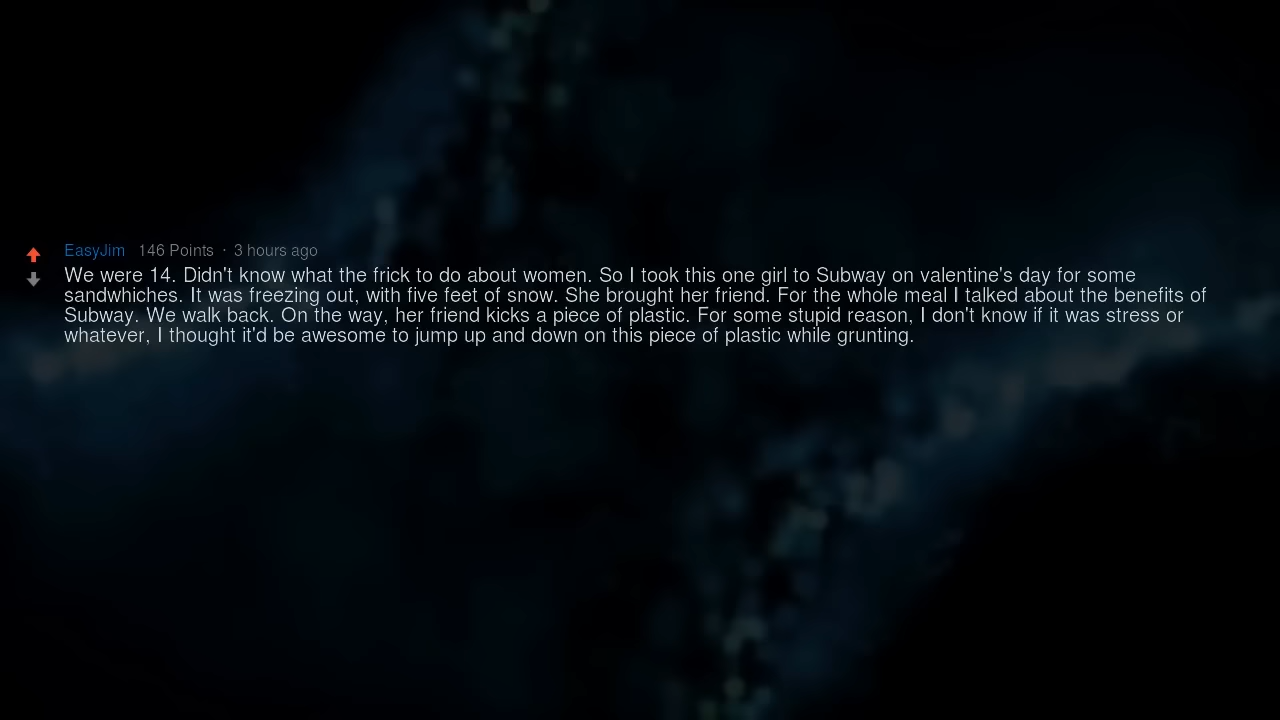 EasyJim 146 Points · 3 hours ago
We were 14. Didn't know what the frick to do about women. So I took this one girl to Subway on valentine's day for some
sandwhiches. It was freezing out, with five feet of snow. She brought her friend. For the whole meal I talked about the benefits of
Subway. We walk back. On the way, her friend kicks a piece of plastic. For some stupid reason, I don't know if it was stress or
whatever, I thought it'd be awesome to jump up and down on this piece of plastic while grunting.